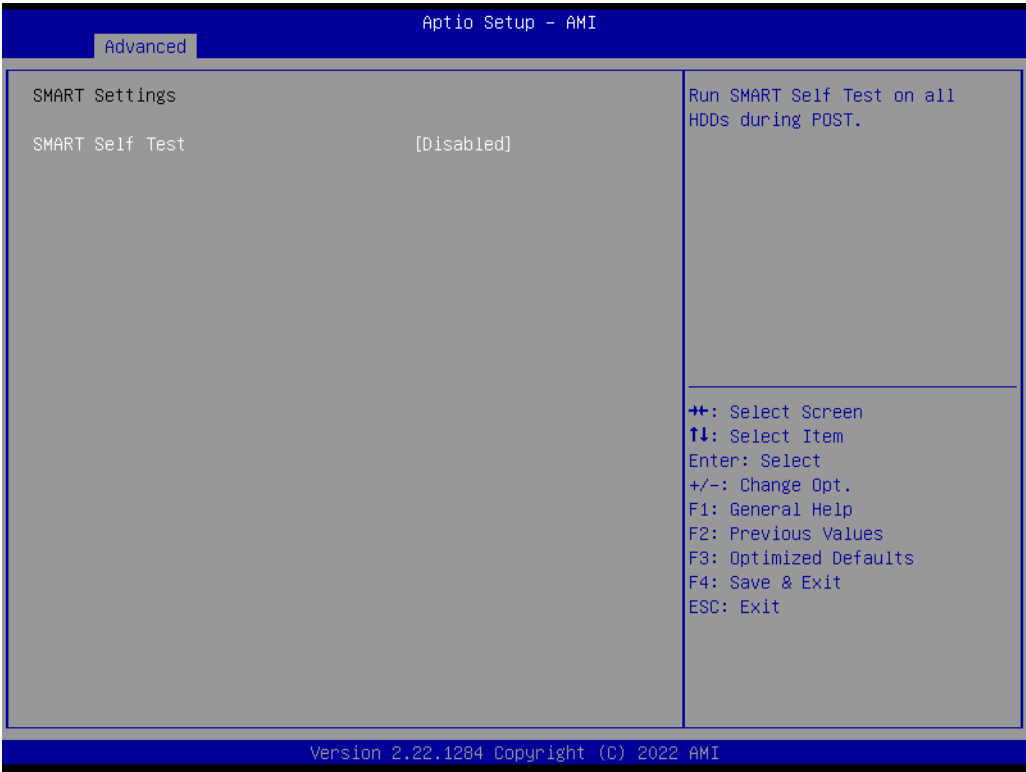 Aptio Setup – AMI
Advanced
SMART Settings
SMART Self Test [Disabled]
Run SMART Self Test on all
HDDs during POST.
→←: Select Screen
↑↓: Select Item
Enter: Select
+/-: Change Opt.
F1: General Help
F2: Previous Values
F3: Optimized Defaults
F4: Save & Exit
ESC: Exit
Version 2.22.1284 Copyright (C) 2022 AMI